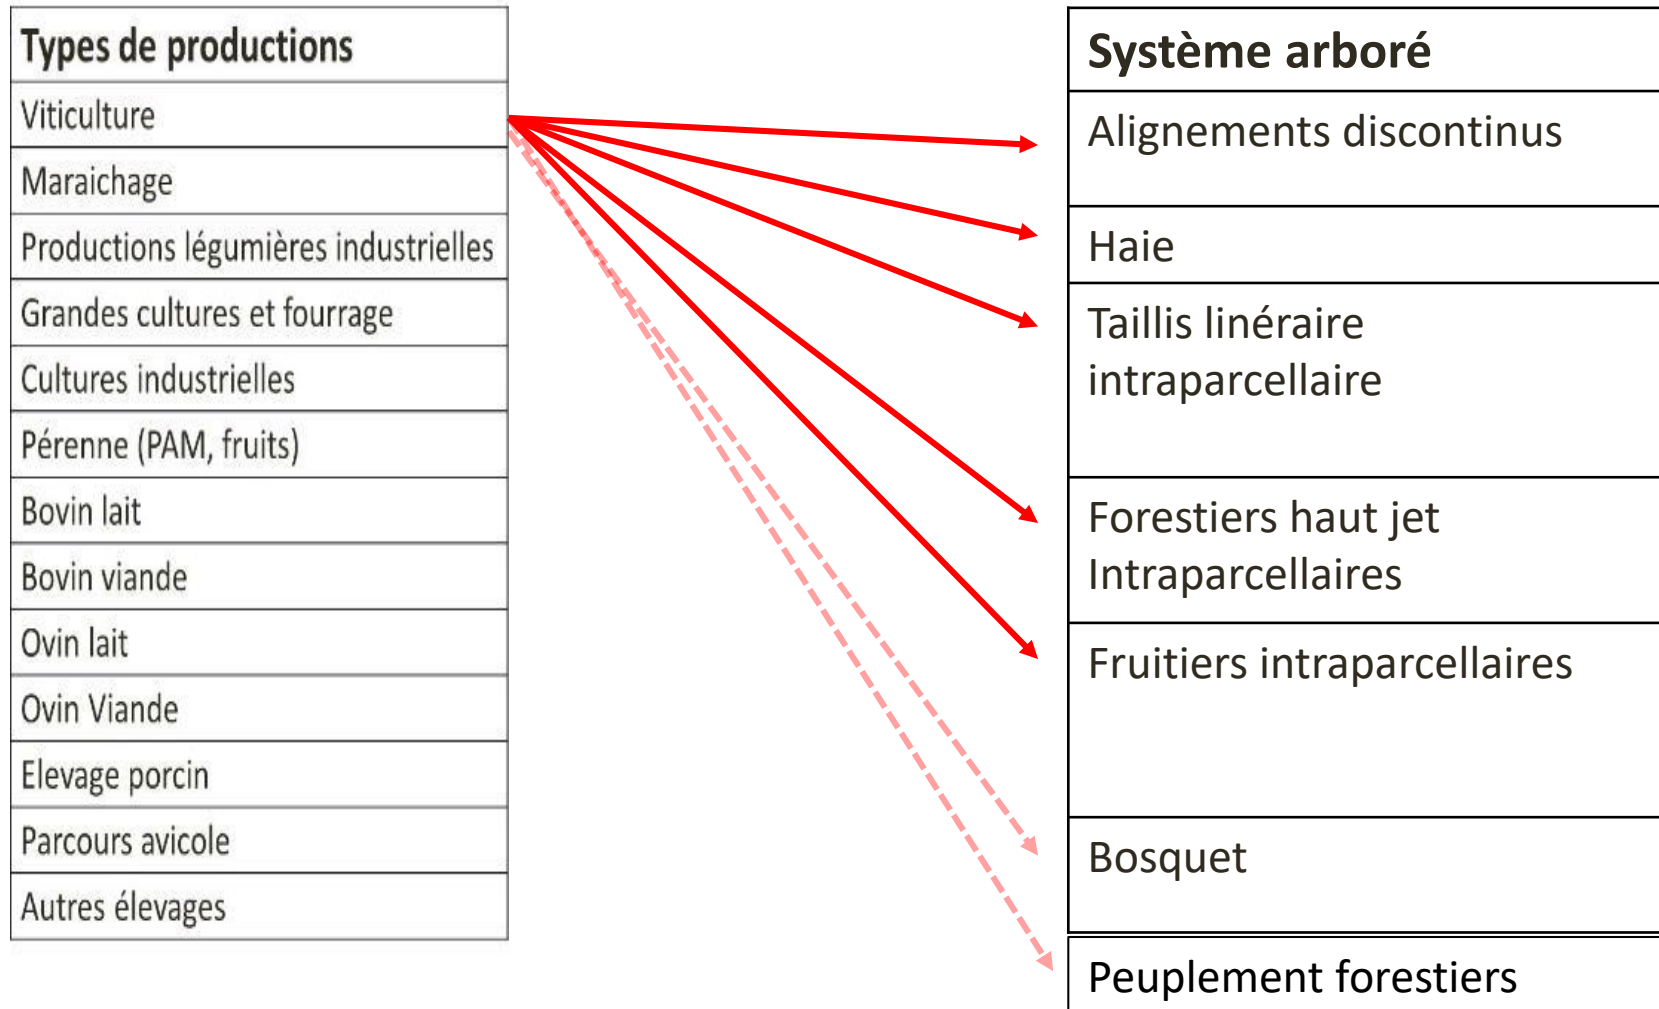 Types de productions
Viticulture
Maraichage
Productions légumières industrielles
Grandes cultures et fourrage
Cultures industrielles
Pérenne (PAM, fruits)
Bovin lait
Bovin viande
Ovin lait
Ovin Viande
Elevage porcin
Parcours avicole
Autres élevages
Système arboré
Alignements discontinus
Haie
Taillis linéraire
intraparcellaire
Forestiers haut jet
Intraparcellaires
Fruitiers intraparcellaires
Bosquet
Peuplement forestiers